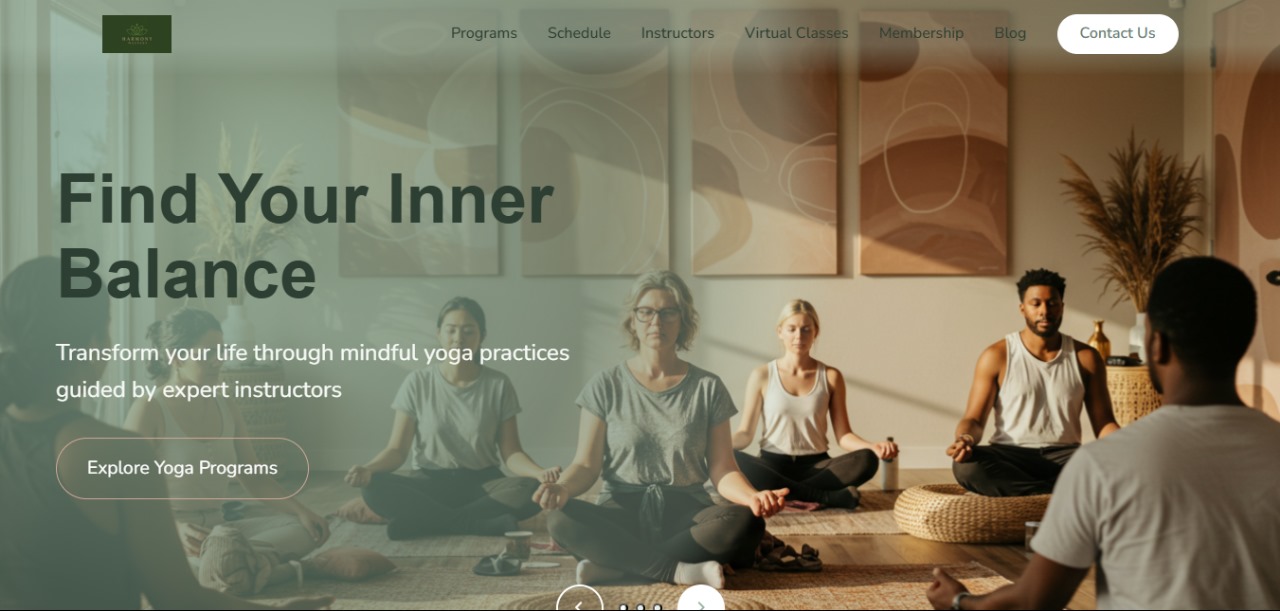 HARMONY
Programs Schedule Instructors Virtual Classes Membership Blog Contact Us
Find Your Inner
Balance
Transform your life through mindful yoga practices
guided by expert instructors
Explore Yoga Programs